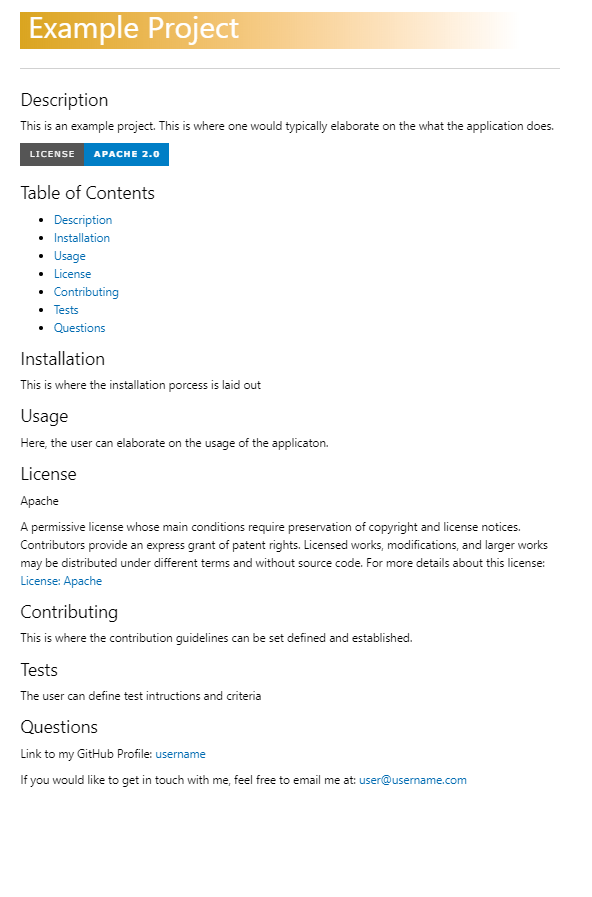 Example Project
Description
This is an example project. This is where one would typically elaborate on the what the application does.
LICENSE APACHE 2.0
Table of Contents
Description
Installation
Usage
License
Contributing
Tests
Questions
Installation
This is where the installation porcess is laid out
Usage
Here, the user can elaborate on the usage of the applicaton.
License
Apache
A permissive license whose main conditions require preservation of copyright and license notices.
Contributors provide an express grant of patent rights. Licensed works, modifications, and larger works
may be distributed under different terms and without source code. For more details about this license:
License: Apache
Contributing
This is where the contribution guidelines can be set defined and established.
Tests
The user can define test intructions and criteria
Questions
Link to my GitHub Profile: username
If you would like to get in touch with me, feel free to email me at: user@username.com